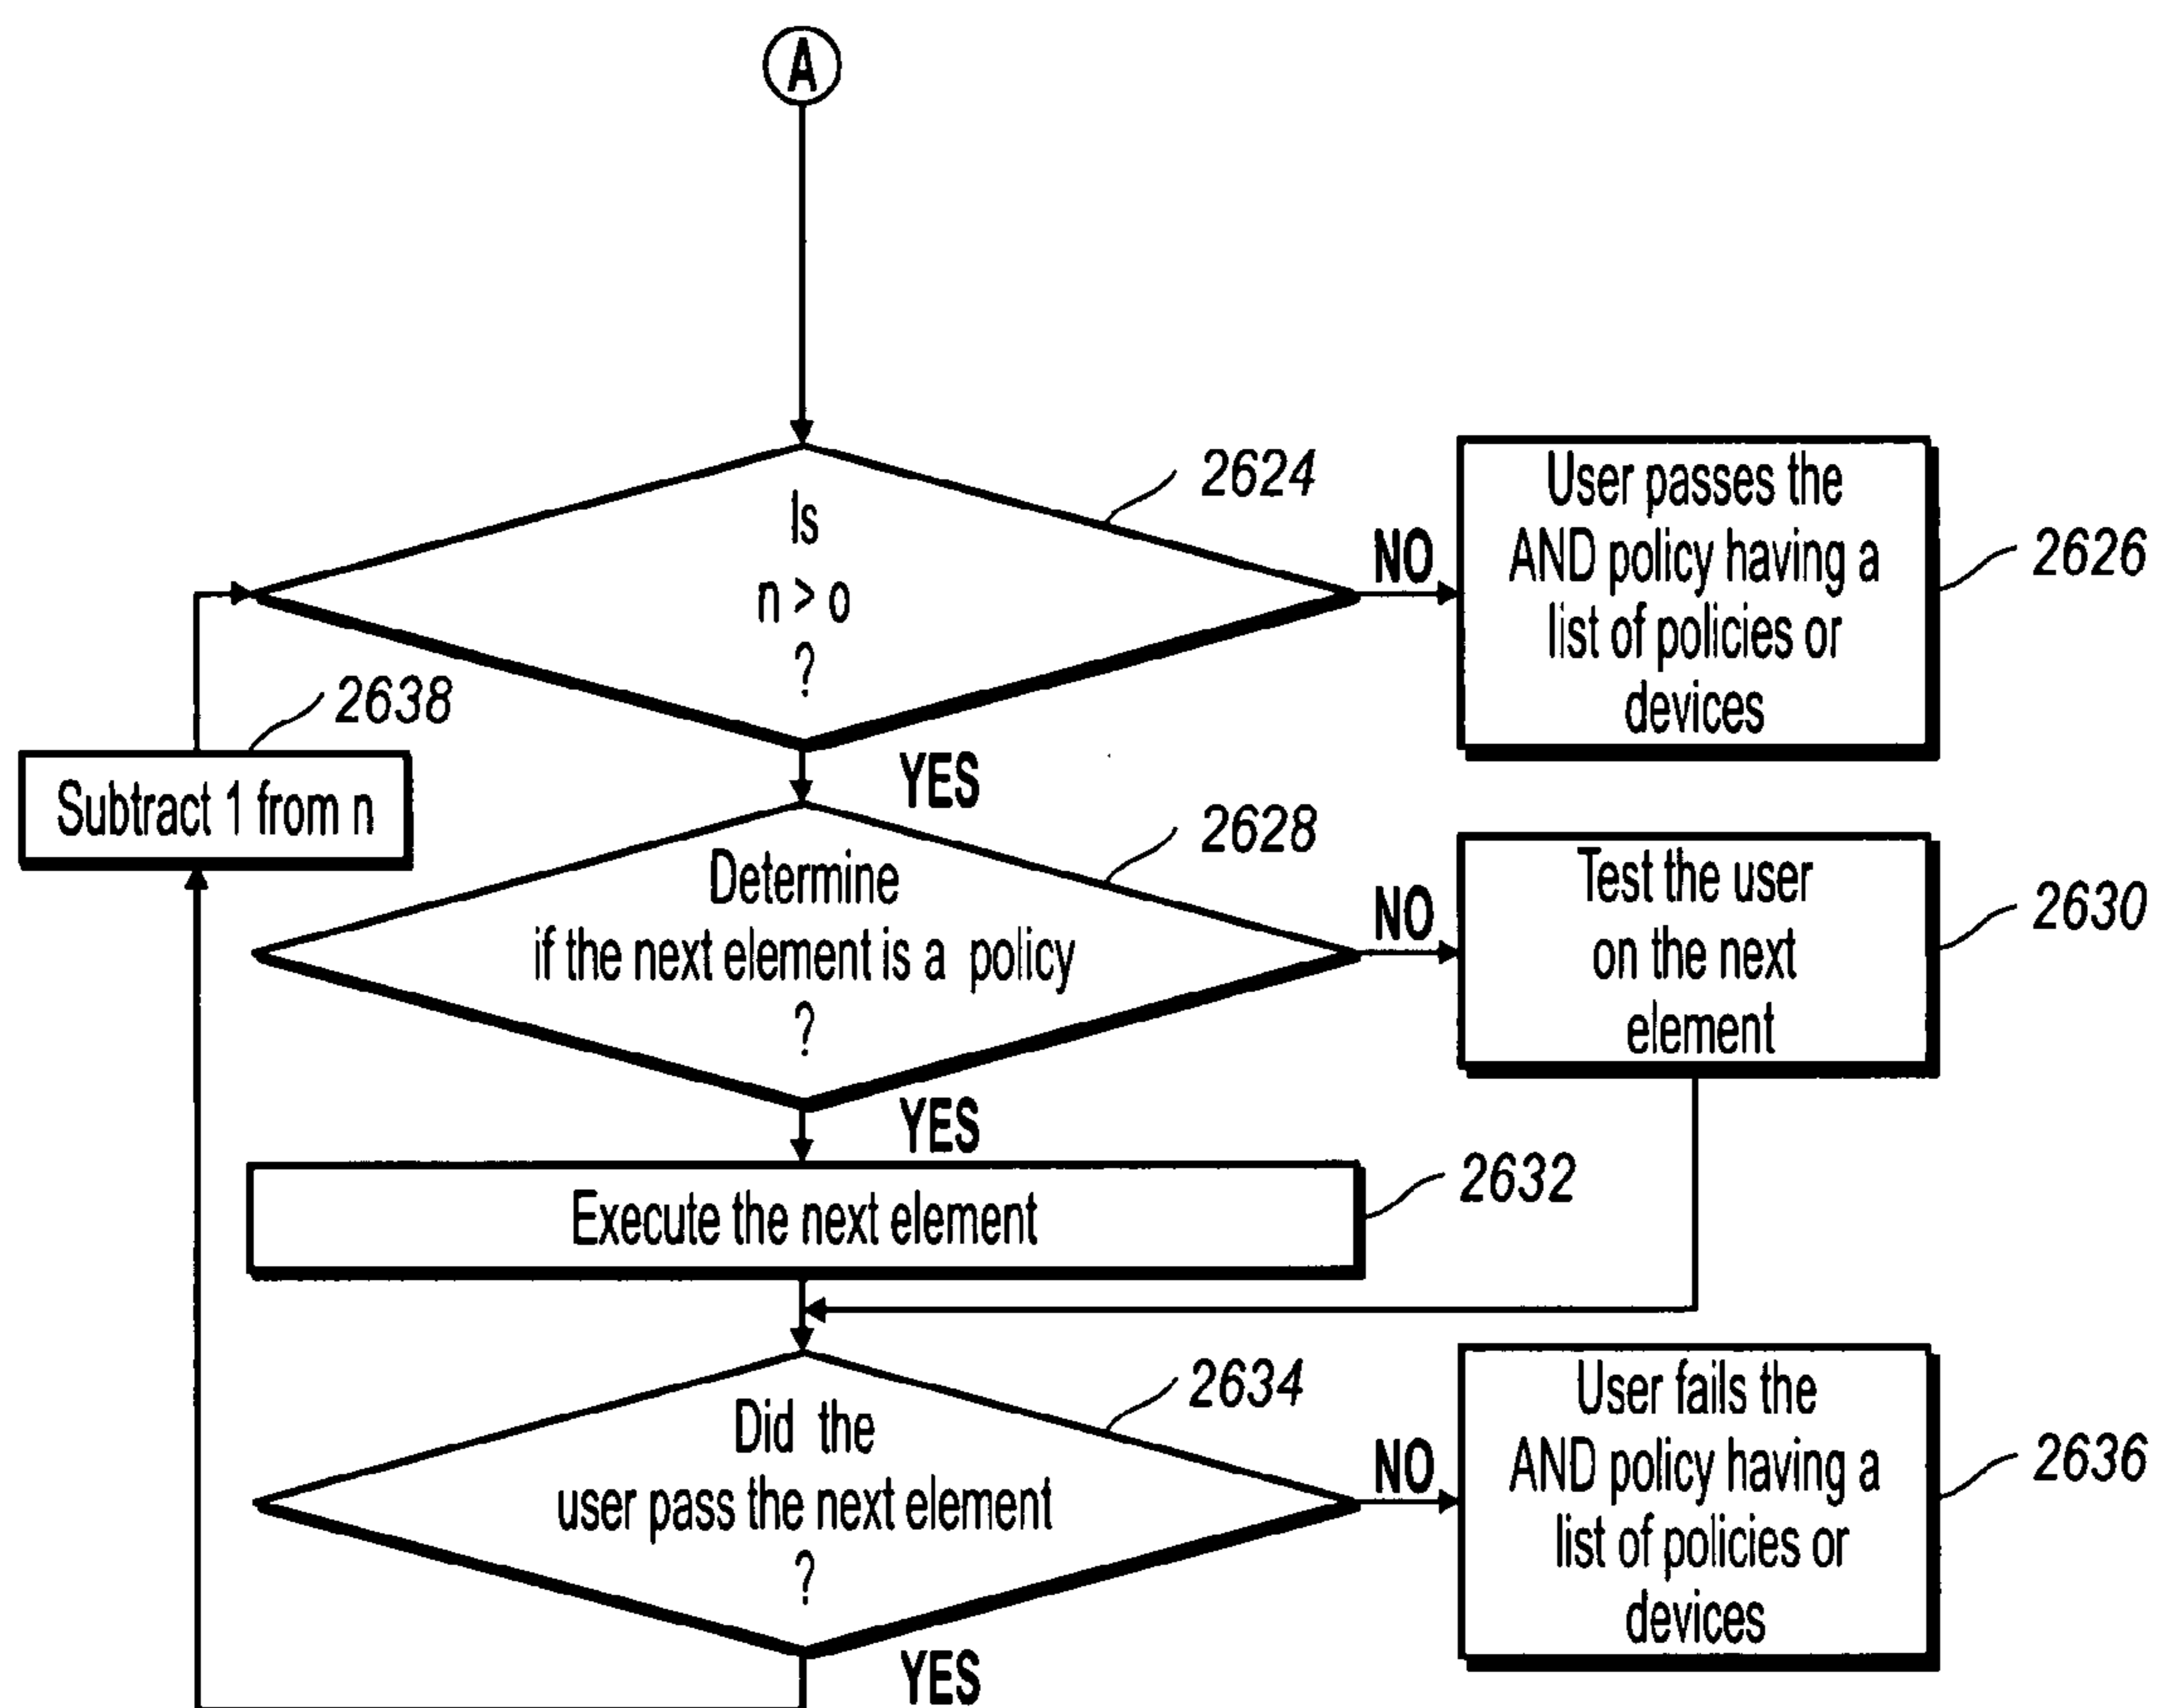 A
Is
n > o
?
2624
NO
User passes the
AND policy having a
list of policies or
devices
2626
2638
Subtract 1 from n
YES
Determine
if the next element is a policy
?
2628
NO
Test the user
on the next
element
2630
YES
Execute the next element
2632
Did the
user pass the next element
?
2634
NO
User fails the
AND policy having a
list of policies or
devices
2636
YES